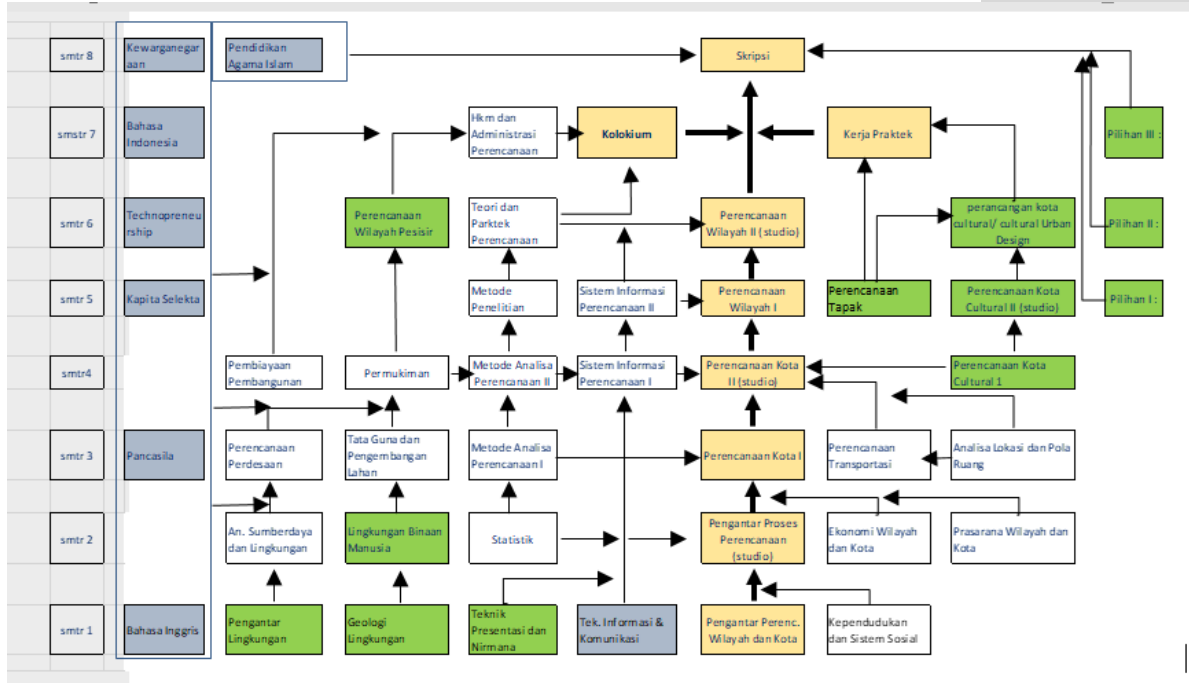 smtr 8
Kewarganegar
aan
Pendidikan
Agama Islam
Skripsi
smstr 7
Bahasa
Indonesia
Hkm dan
Administrasi
Perencanaan
Kolokium
Kerja Praktek
Pilihan III :
smtr 6
Technopreneu
rship
Perencanaan
Wilayah Pesisir
Teori dan
Parktek
Perencanaan
Perencanaan
Wilayah II (studio)
perancangan kota
cultural/ cultural Urban
Design
Pilihan II :
smtr 5
Kapita Selekta
Metode
Penelitian
Sistem Informasi
Perencanaan II
Perencanaan
Wilayah I
Perencanaan
Tapak
Perencanaan Kota
Cultural II (studio)
Pilihan I :
smtr4
Pembiayaan
Pembangunan
Permukiman
Metode Analisa
Perencanaan II
Sistem Informasi
Perencanaan I
Perencanaan Kota
II (studio)
Perencanaan Kota
Cultural 1
smtr 3
Pancasila
Perencanaan
Perdesaan
Tata Guna dan
Pengembangan
Lahan
Metode Analisa
Perencanaan I
Perencanaan Kota I
Perencanaan
Transportasi
Analisa Lokasi dan Pola
Ruang
smtr 2
An. Sumberdaya
dan Lingkungan
Lingkungan Binaan
Manusia
Statistik
Pengantar Proses
Perencanaan
(studio)
Ekonomi Wilayah
dan Kota
Prasarana Wilayah dan
Kota
smtr 1
Bahasa Inggris
Pengantar
Lingkungan
Geologi
Lingkungan
Teknik
Presentasi dan
Nirmana
Tek. Informasi &
Komunikasi
Pengantar Perenc.
Wilayah dan Kota
Kependudukan
dan Sistem Sosial